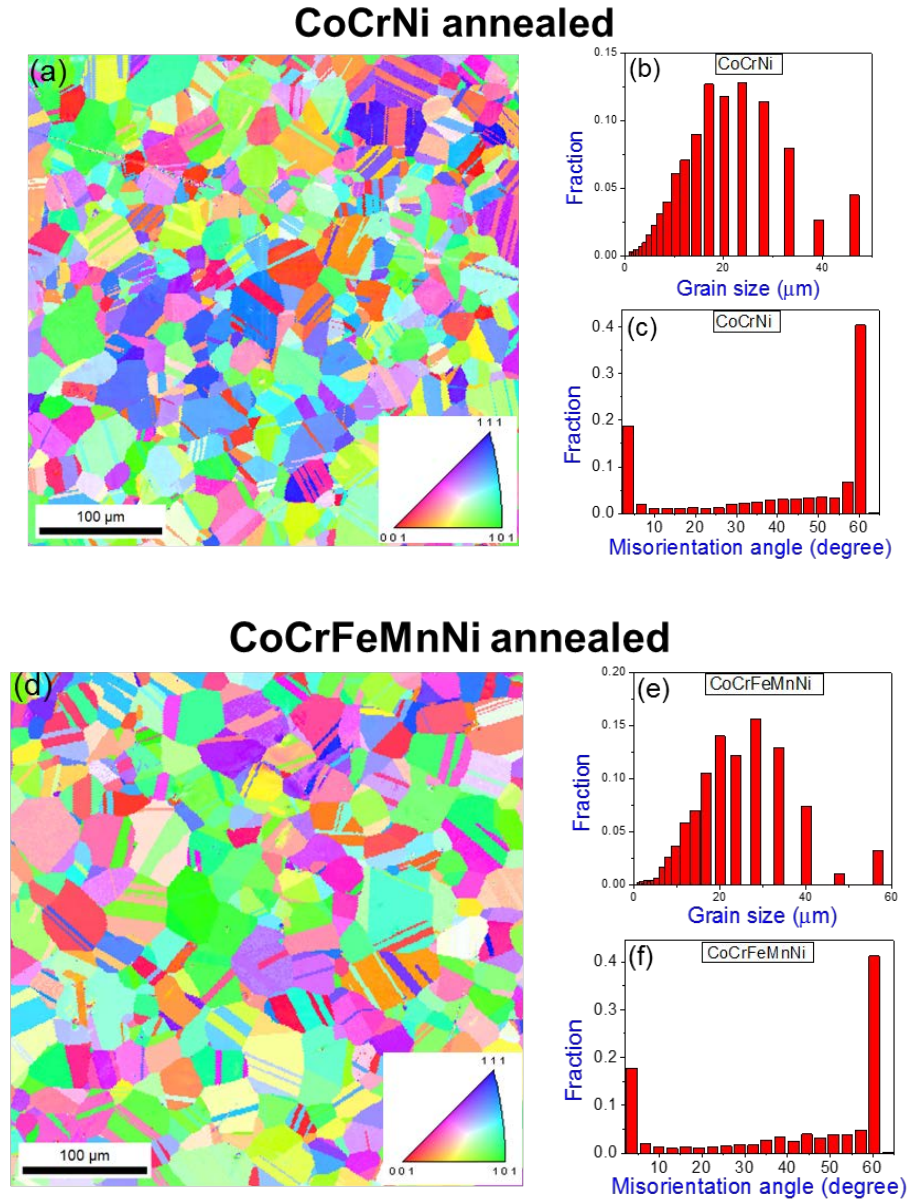 CoCrNi annealed
(a)
1 1 1
0 0 1
1 0 1
100 µm
(b)
CoCrNi
0.15
0.10
0.05
0.00
0
20
40
Fraction
Grain size (µm)
(c)
CoCrNi
0.4
0.3
0.2
0.1
0.0
10
20
30
40
50
60
Fraction
Misorientation angle (degree)
CoCrFeMnNi annealed
(d)
1 1 1
0 0 1
1 0 1
100 µm
(e)
CoCrFeMnNi
0.20
0.15
0.10
0.05
0.00
0
20
40
60
Fraction
Grain size (µm)
(f)
CoCrFeMnNi
0.4
0.3
0.2
0.1
0.0
10
20
30
40
50
60
Fraction
Misorientation angle (degree)